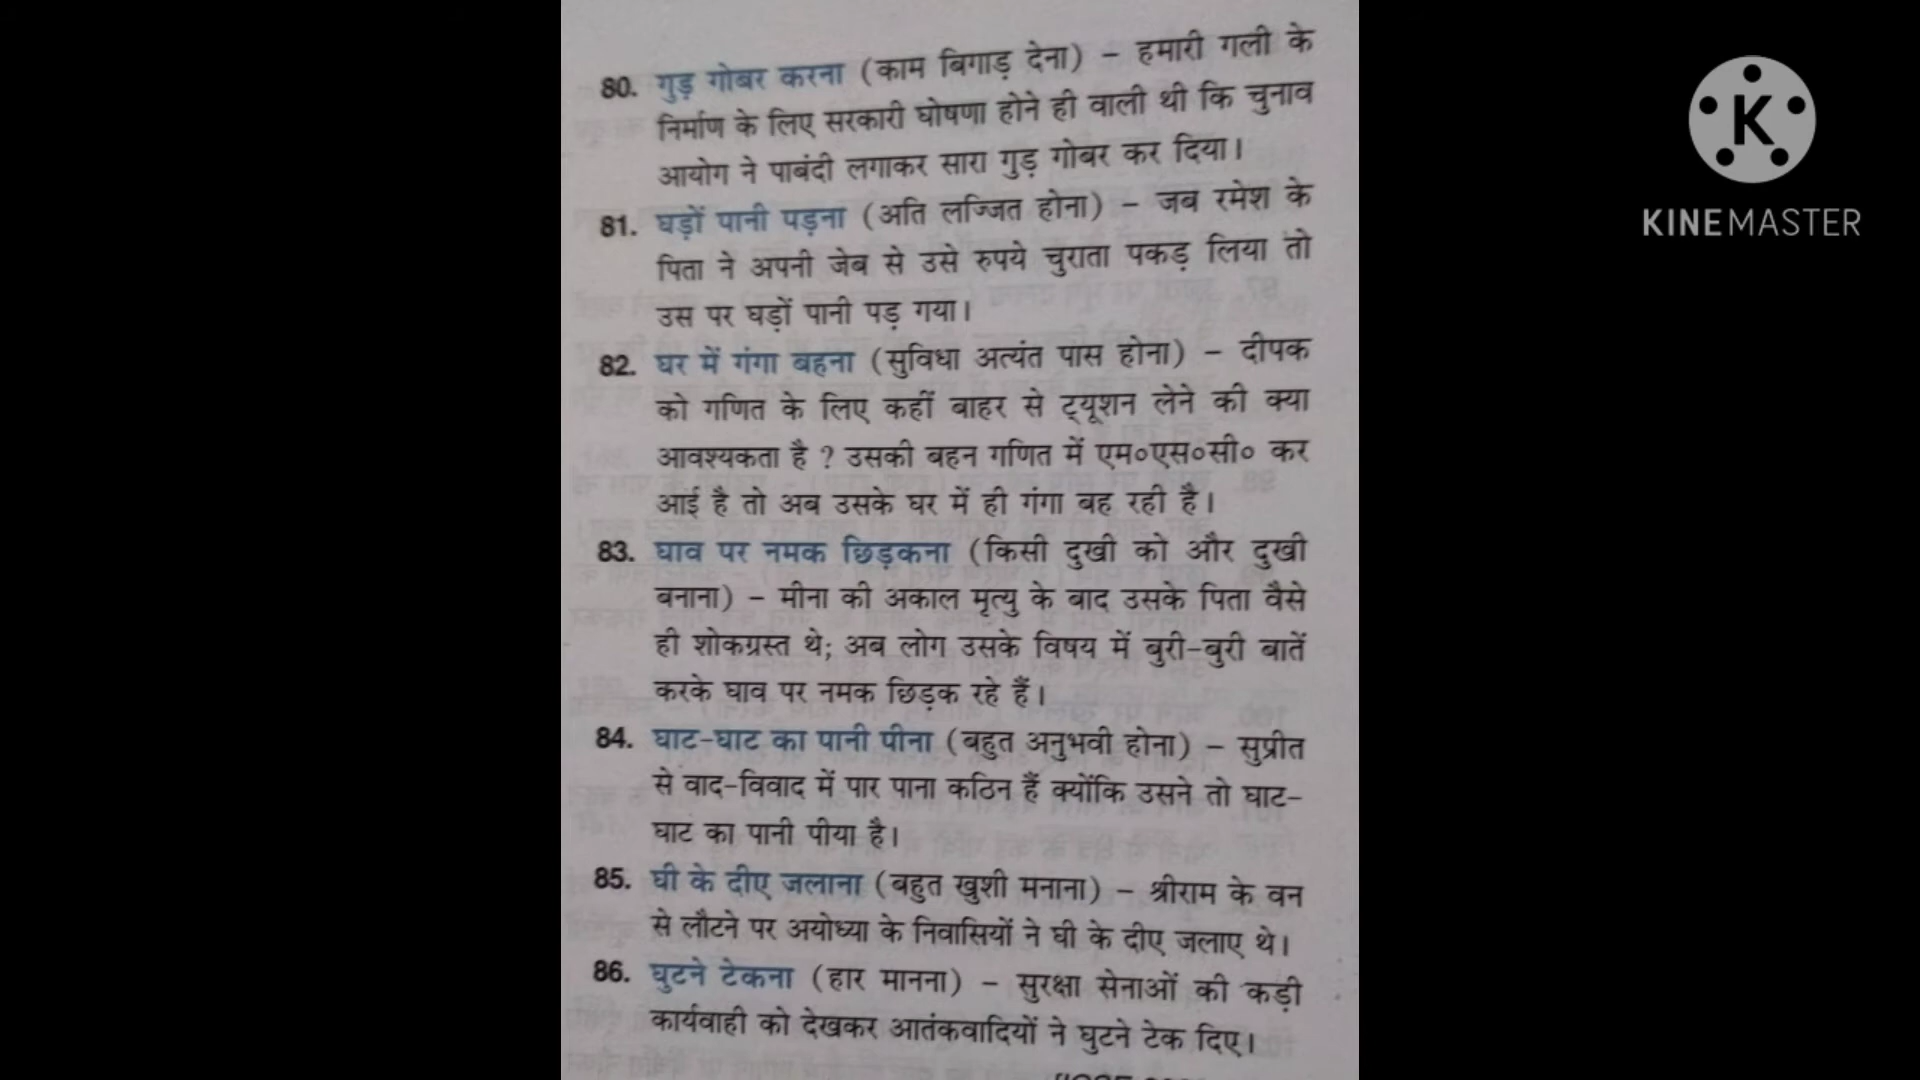 80. गुड़ गोबर करना (काम बिगाड़ देना) – हमारी गली के
निर्माण के लिए सरकारी घोषणा होने ही वाली थी कि चुनाव
आयोग ने पाबंदी लगाकर सारा गुड़ गोबर कर दिया।
81. घड़ों पानी पड़ना (अति लज्जित होना) – जब रमेश के
पिता ने अपनी जेब से उसे रुपये चुराता पकड़ लिया तो
उस पर घड़ों पानी पड़ गया।
82. घर में गंगा बहना (सुविधा अत्यंत पास होना) – दीपक
को गणित के लिए कहीं बाहर से ट्यूशन लेने की क्या
आवश्यकता है ? उसकी बहन गणित में एम०एस०सी० कर
आई है तो अब उसके घर में ही गंगा बह रही है।
83. घाव पर नमक छिड़कना (किसी दुखी को और दुखी
बनाना) – मीना की अकाल मृत्यु के बाद उसके पिता वैसे
ही शोकग्रस्त थे; अब लोग उसके विषय में बुरी-बुरी बातें
करके घाव पर नमक छिड़क रहे हैं।
84. घाट-घाट का पानी पीना (बहुत अनुभवी होना) – सुप्रीत
से वाद-विवाद में पार पाना कठिन हैं क्योंकि उसने तो घाट-
घाट का पानी पीया है।
85. घी के दीए जलाना (बहुत खुशी मनाना) – श्रीराम के वन
से लौटने पर अयोध्या के निवासियों ने घी के दीए जलाए थे।
86. घुटने टेकना (हार मानना) – सुरक्षा सेनाओं की कड़ी
कार्यवाही को देखकर आतंकवादियों ने घुटने टेक दिए।
K
KINEMASTER